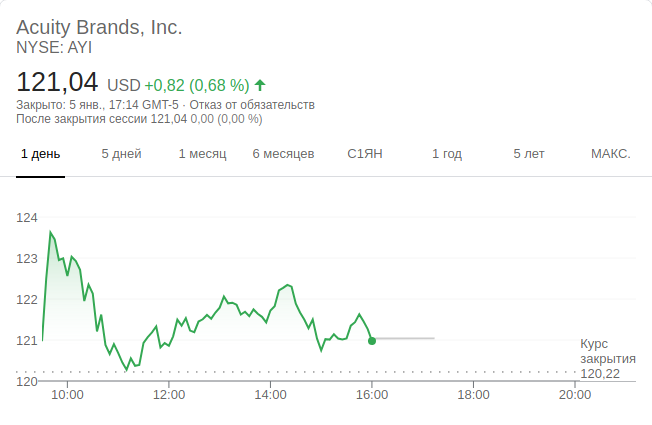 Acuity Brands, Inc.
NYSE: AYI
121,04 USD +0,82 (0,68 %)
Закрыто: 5 янв., 17:14 GMT-5 · Отказ от обязательств
После закрытия сессии 121,04 0,00 (0,00 %)
1 день 5 дней 1 месяц 6 месяцев С1ЯН 1 год 5 лет МАКС.
124
123
122
121
120
Курс
закрытия
120,22
10:00 12:00 14:00 16:00 18:00 20:00